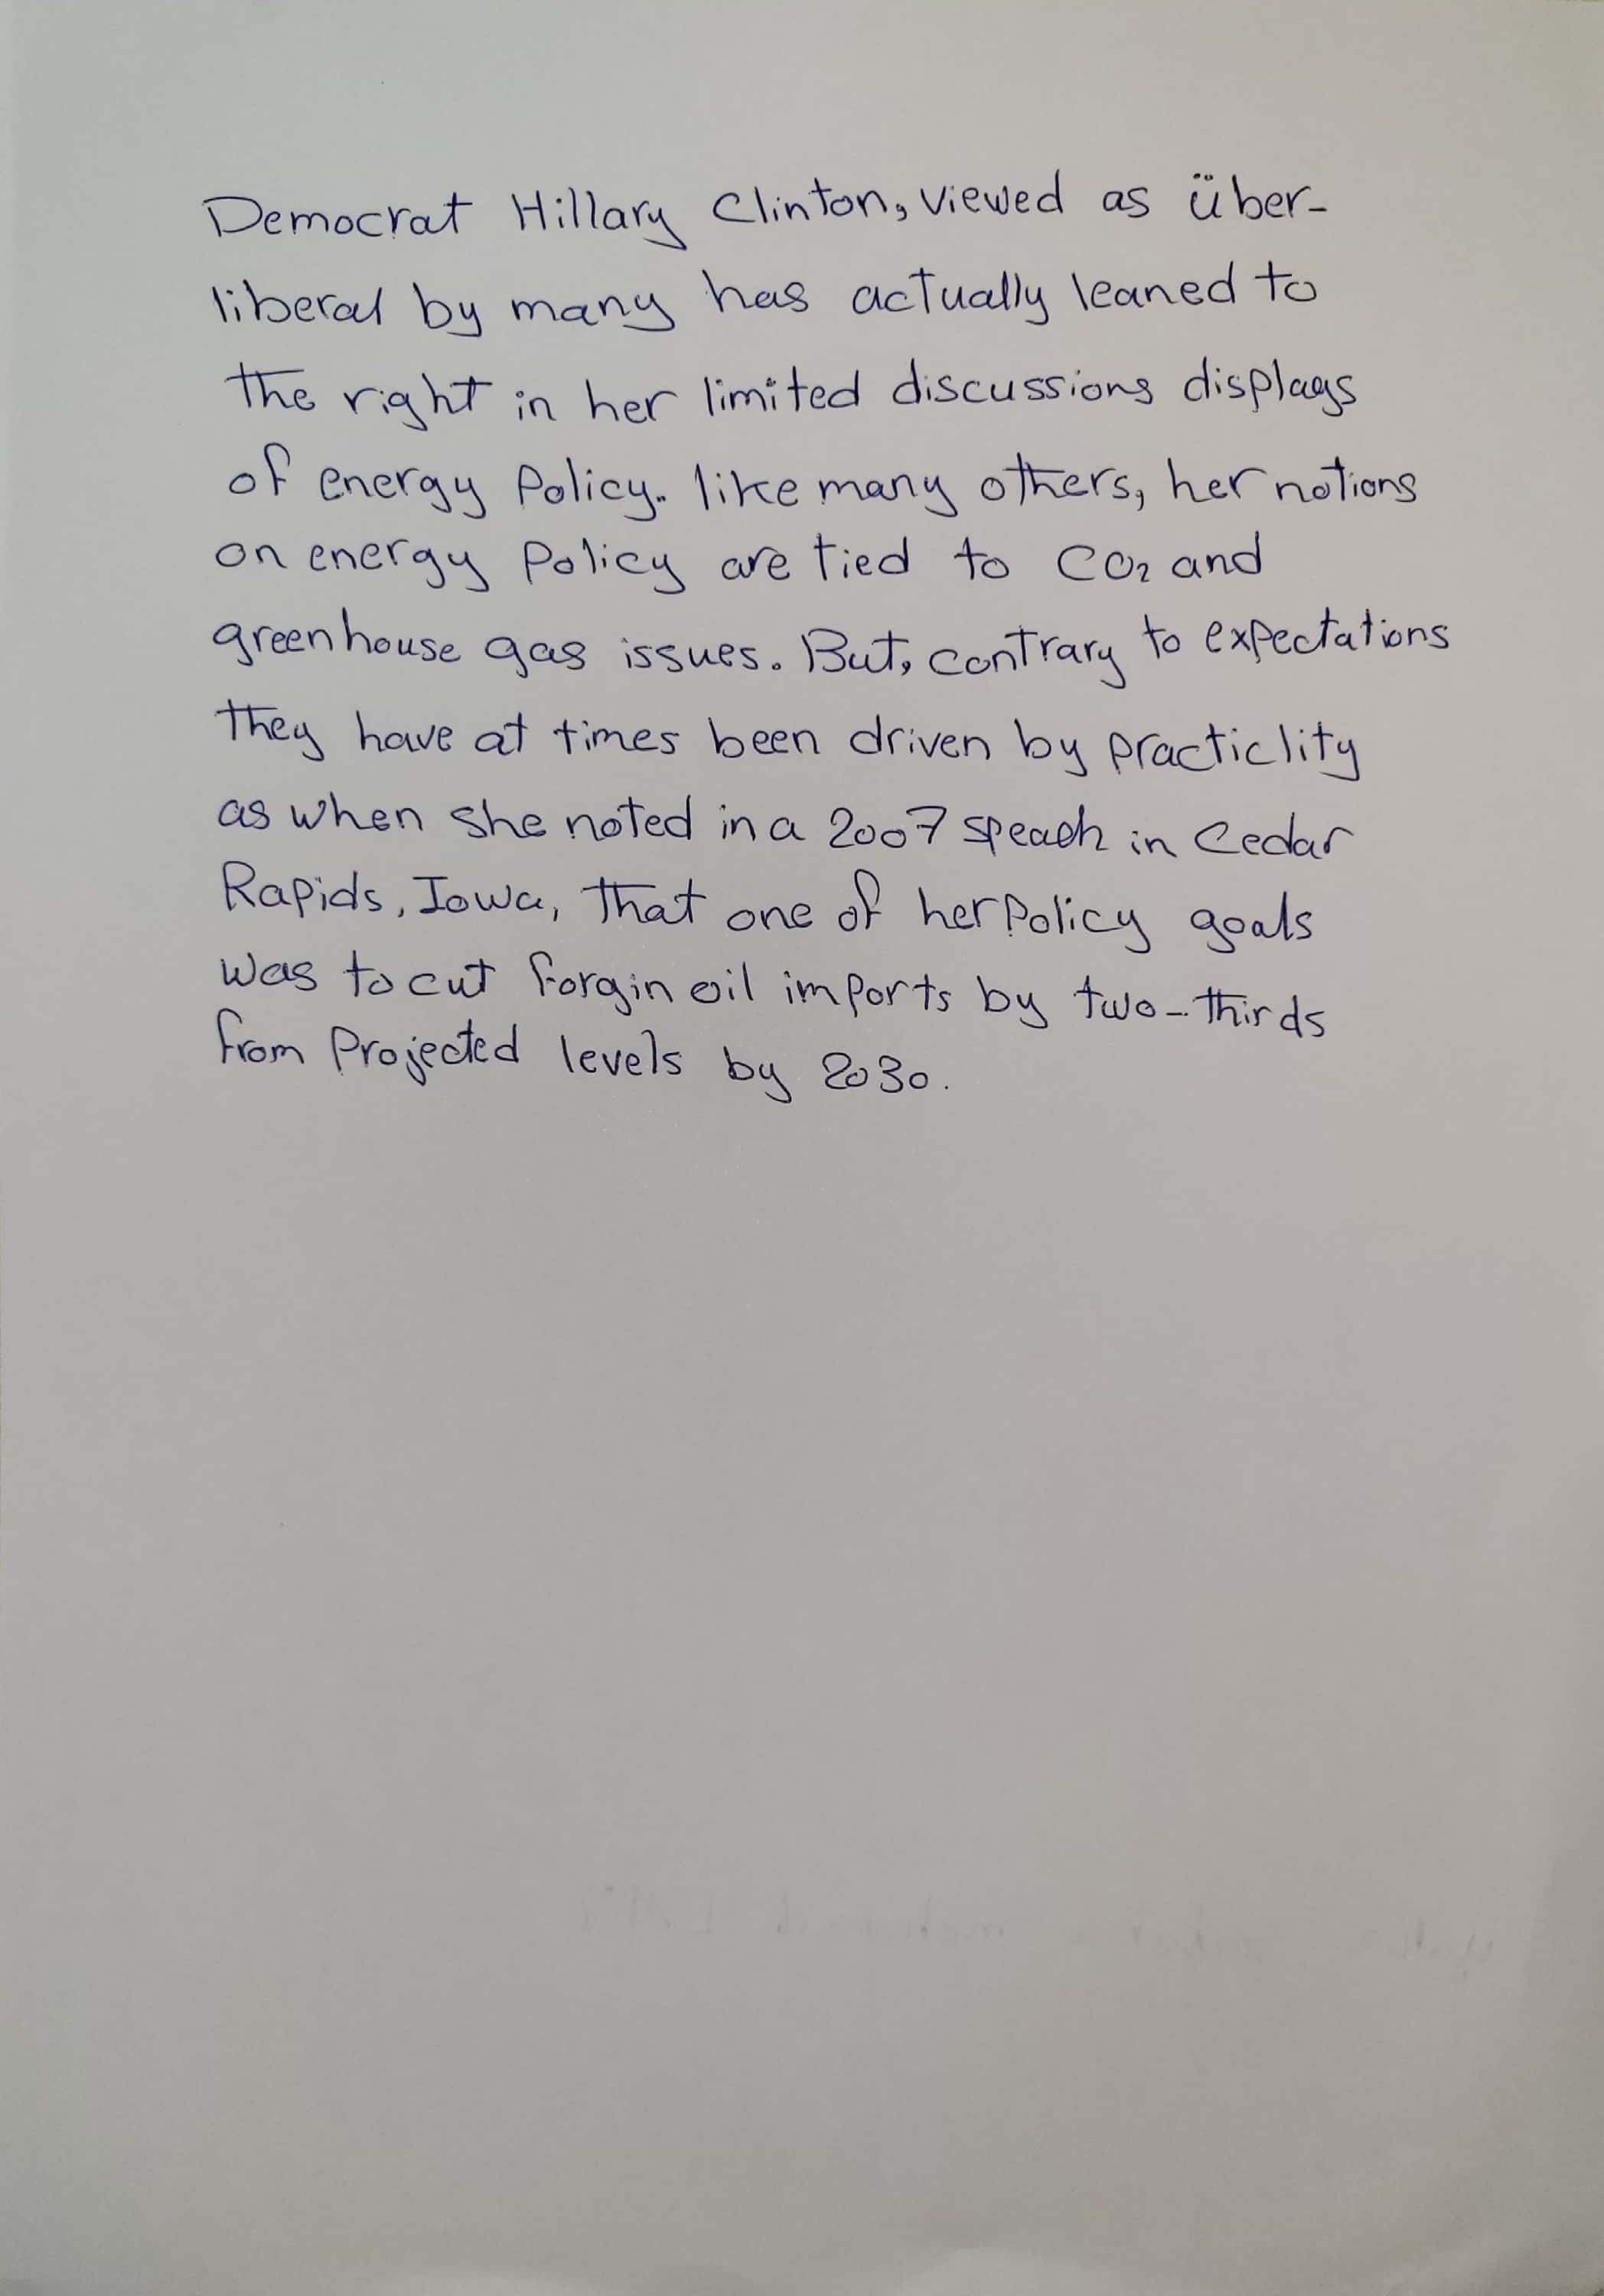 Democrat Hillary Clinton, viewed as über-
liberal by many has actually leaned to
the right in her limited discussions displays
of energy Policy. like many others, her notions
on energy Policy are tied to CO₂ and
greenhouse gas issues. But, contrary to expectations
they have at times been driven by practiclity
as when she noted in a 2007 speach in Cedar
Rapids, Iowa, that one of her Policy goals
was to cut forgin oil imports by two-thirds
from Projected levels by 2030.